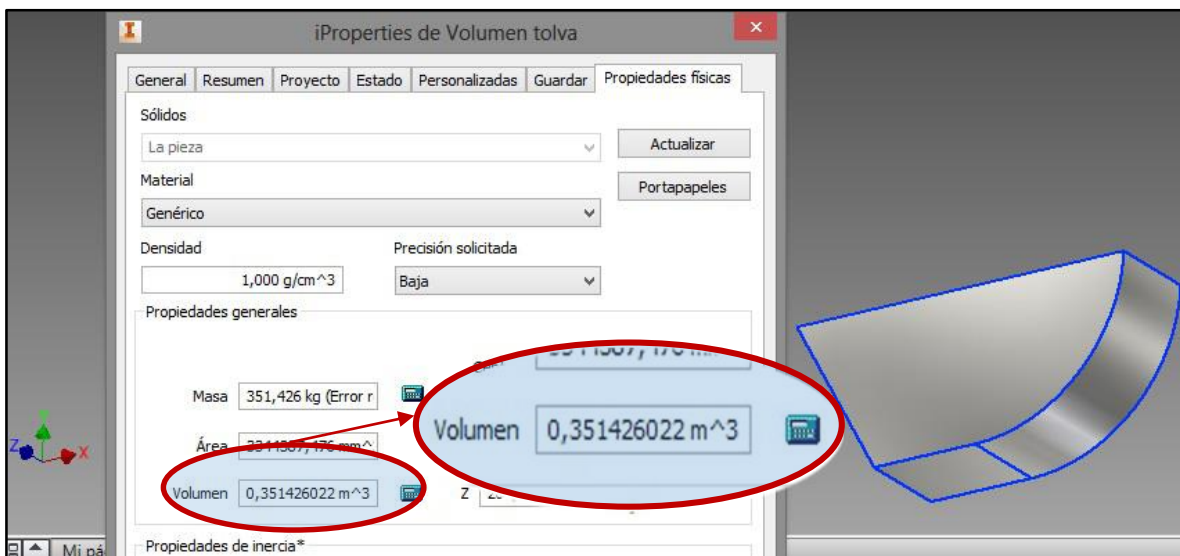 iProperties de Volumen tolva
General Resumen Proyecto Estado Personalizadas Guardar Propiedades físicas
Sólidos
La pieza
Actualizar
Material
Portapapeles
Genérico
Densidad Precisión solicitada
1,000 g/cm^3 Baja
Propiedades generales
Masa 351,426 kg (Error r
Área
Volumen 0,351426022 m^3
Volumen 0,351426022 m^3
Z
Z X
Mi pá
Propiedades de inercia*